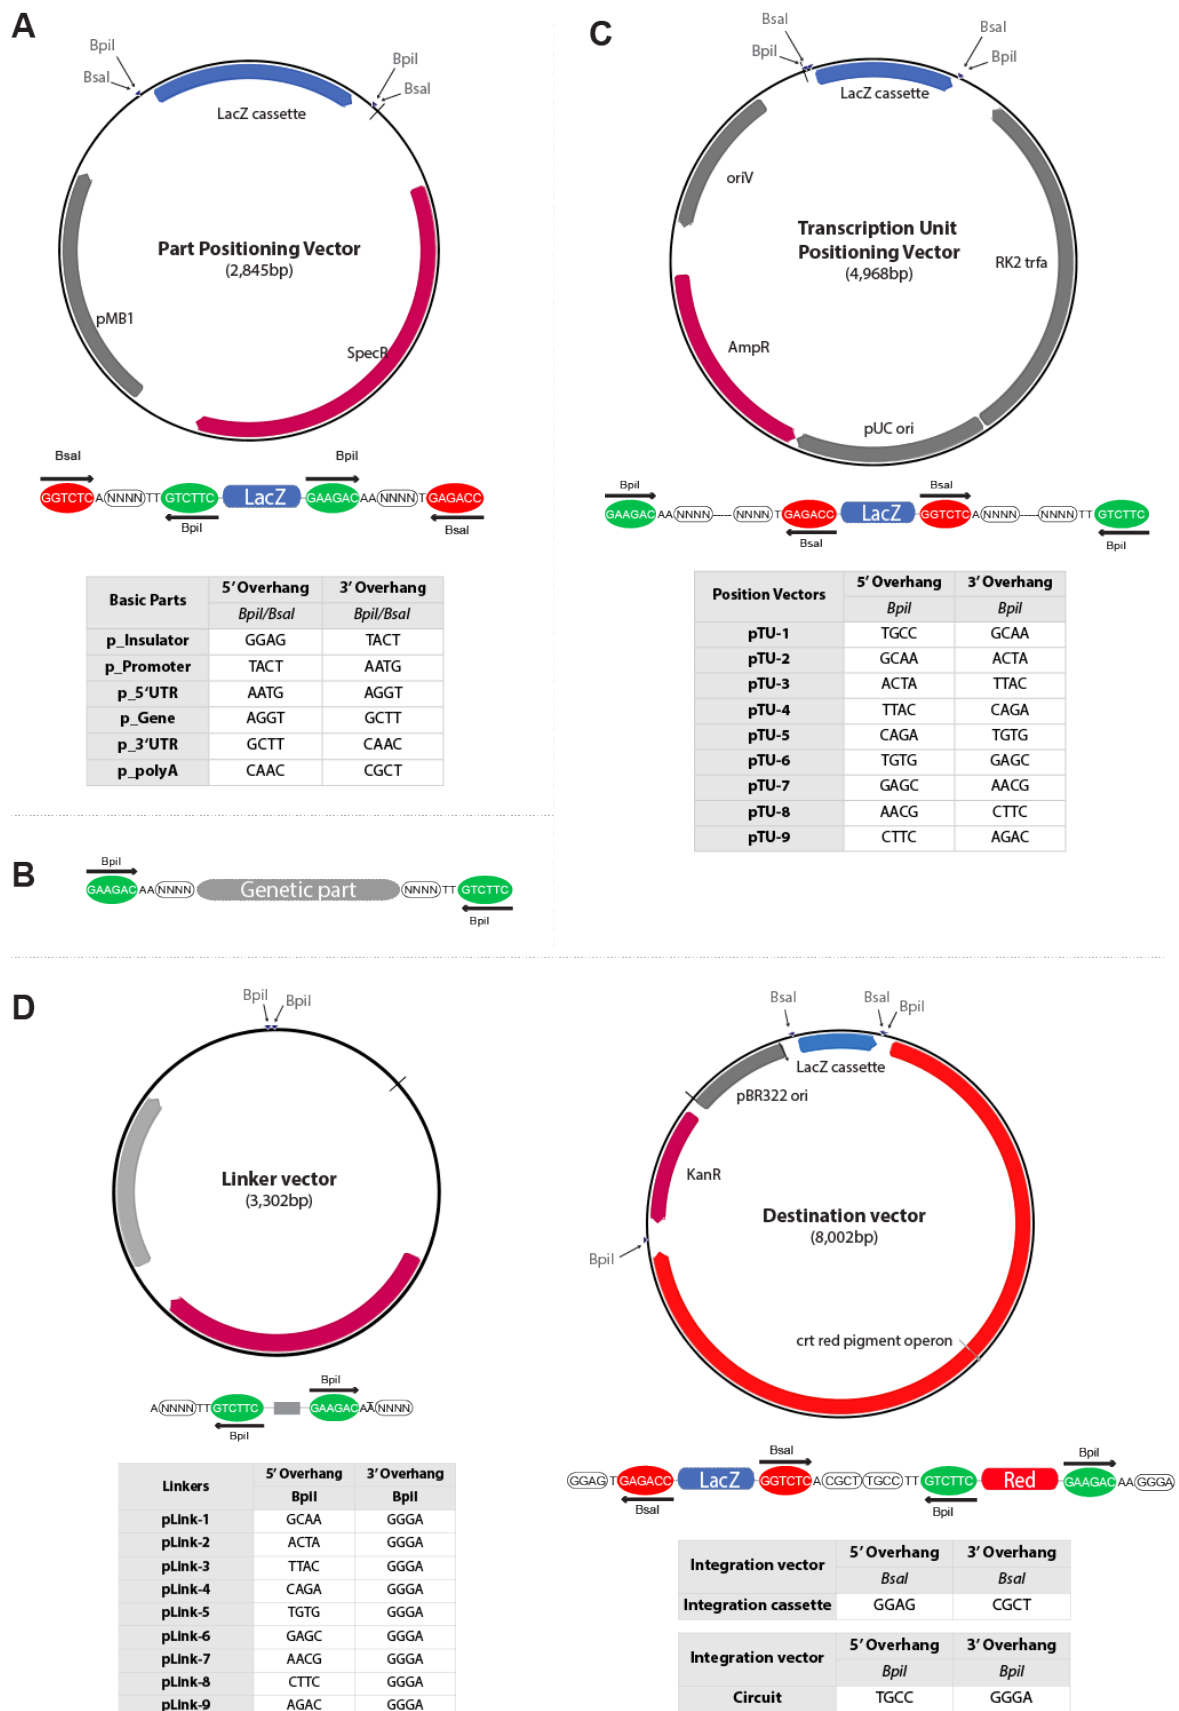 A
BpiI
BsaI
BpiI
BsaI
LacZ cassette
Part Positioning Vector
(2,845bp)
pMB1
SpecR
BsaI
BpiI
GGTCTC A NNNN TT GTCTTC LacZ GAAGAC AA NNNN T GAGACC
BpiI
BsaI
Basic Parts 5' Overhang 3' Overhang
BpiI/BsaI BpiI/BsaI
p_Insulator GGAG TACT
p_Promoter TACT AATG
p_5'UTR AATG AGGT
p_Gene AGGT GCTT
p_3'UTR GCTT CAAC
p_polyA CAAC CGCT
B
BpiI
GAAGAC AA NNNN Genetic part NNNN TT GTCTTC
BpiI
C
BsaI
BpiI
BsaI
BpiI
LacZ cassette
oriV
Transcription Unit
Positioning Vector
(4,968bp)
RK2 trfa
AmpR
pUC ori
BpiI
BsaI
GAAGAC AA NNNN NNNN T GAGACC LacZ GGTCTC A NNNN NNNN TT GTCTTC
BsaI
BpiI
Position Vectors 5' Overhang 3' Overhang
BpiI BpiI
pTU-1 TGCC GCAA
pTU-2 GCAA ACTA
pTU-3 ACTA TTAC
pTU-4 TTAC CAGA
pTU-5 CAGA TGTG
pTU-6 TGTG GAGC
pTU-7 GAGC AACG
pTU-8 AACG CTTC
pTU-9 CTTC AGAC
D
BpiI
BpiI
Linker vector
(3,302bp)
BpiI
A NNNN TT GTCTTC GAAGAC AA NNNN
BpiI
Linkers 5' Overhang 3' Overhang
BpiI BpiI
pLink-1 GCAA GGGA
pLink-2 ACTA GGGA
pLink-3 TTAC GGGA
pLink-4 CAGA GGGA
pLink-5 TGTG GGGA
pLink-6 GAGC GGGA
pLink-7 AACG GGGA
pLink-8 CTTC GGGA
pLink-9 AGAC GGGA
BsaI
BsaI
BpiI
LacZ cassette
pBR322 ori
KanR
Destination vector
(8,002bp)
BpiI
crt red pigment operon
BsaI
BpiI
GGAG T GAGACC LacZ GGTCTC A CGCT TGCC TT GTCTTC Red GAAGAC AA GGGA
BsaI
BpiI
Integration vector 5' Overhang 3' Overhang
BsaI BsaI
Integration cassette GGAG CGCT
Integration vector 5' Overhang 3' Overhang
BpiI BpiI
Circuit TGCC GGGA